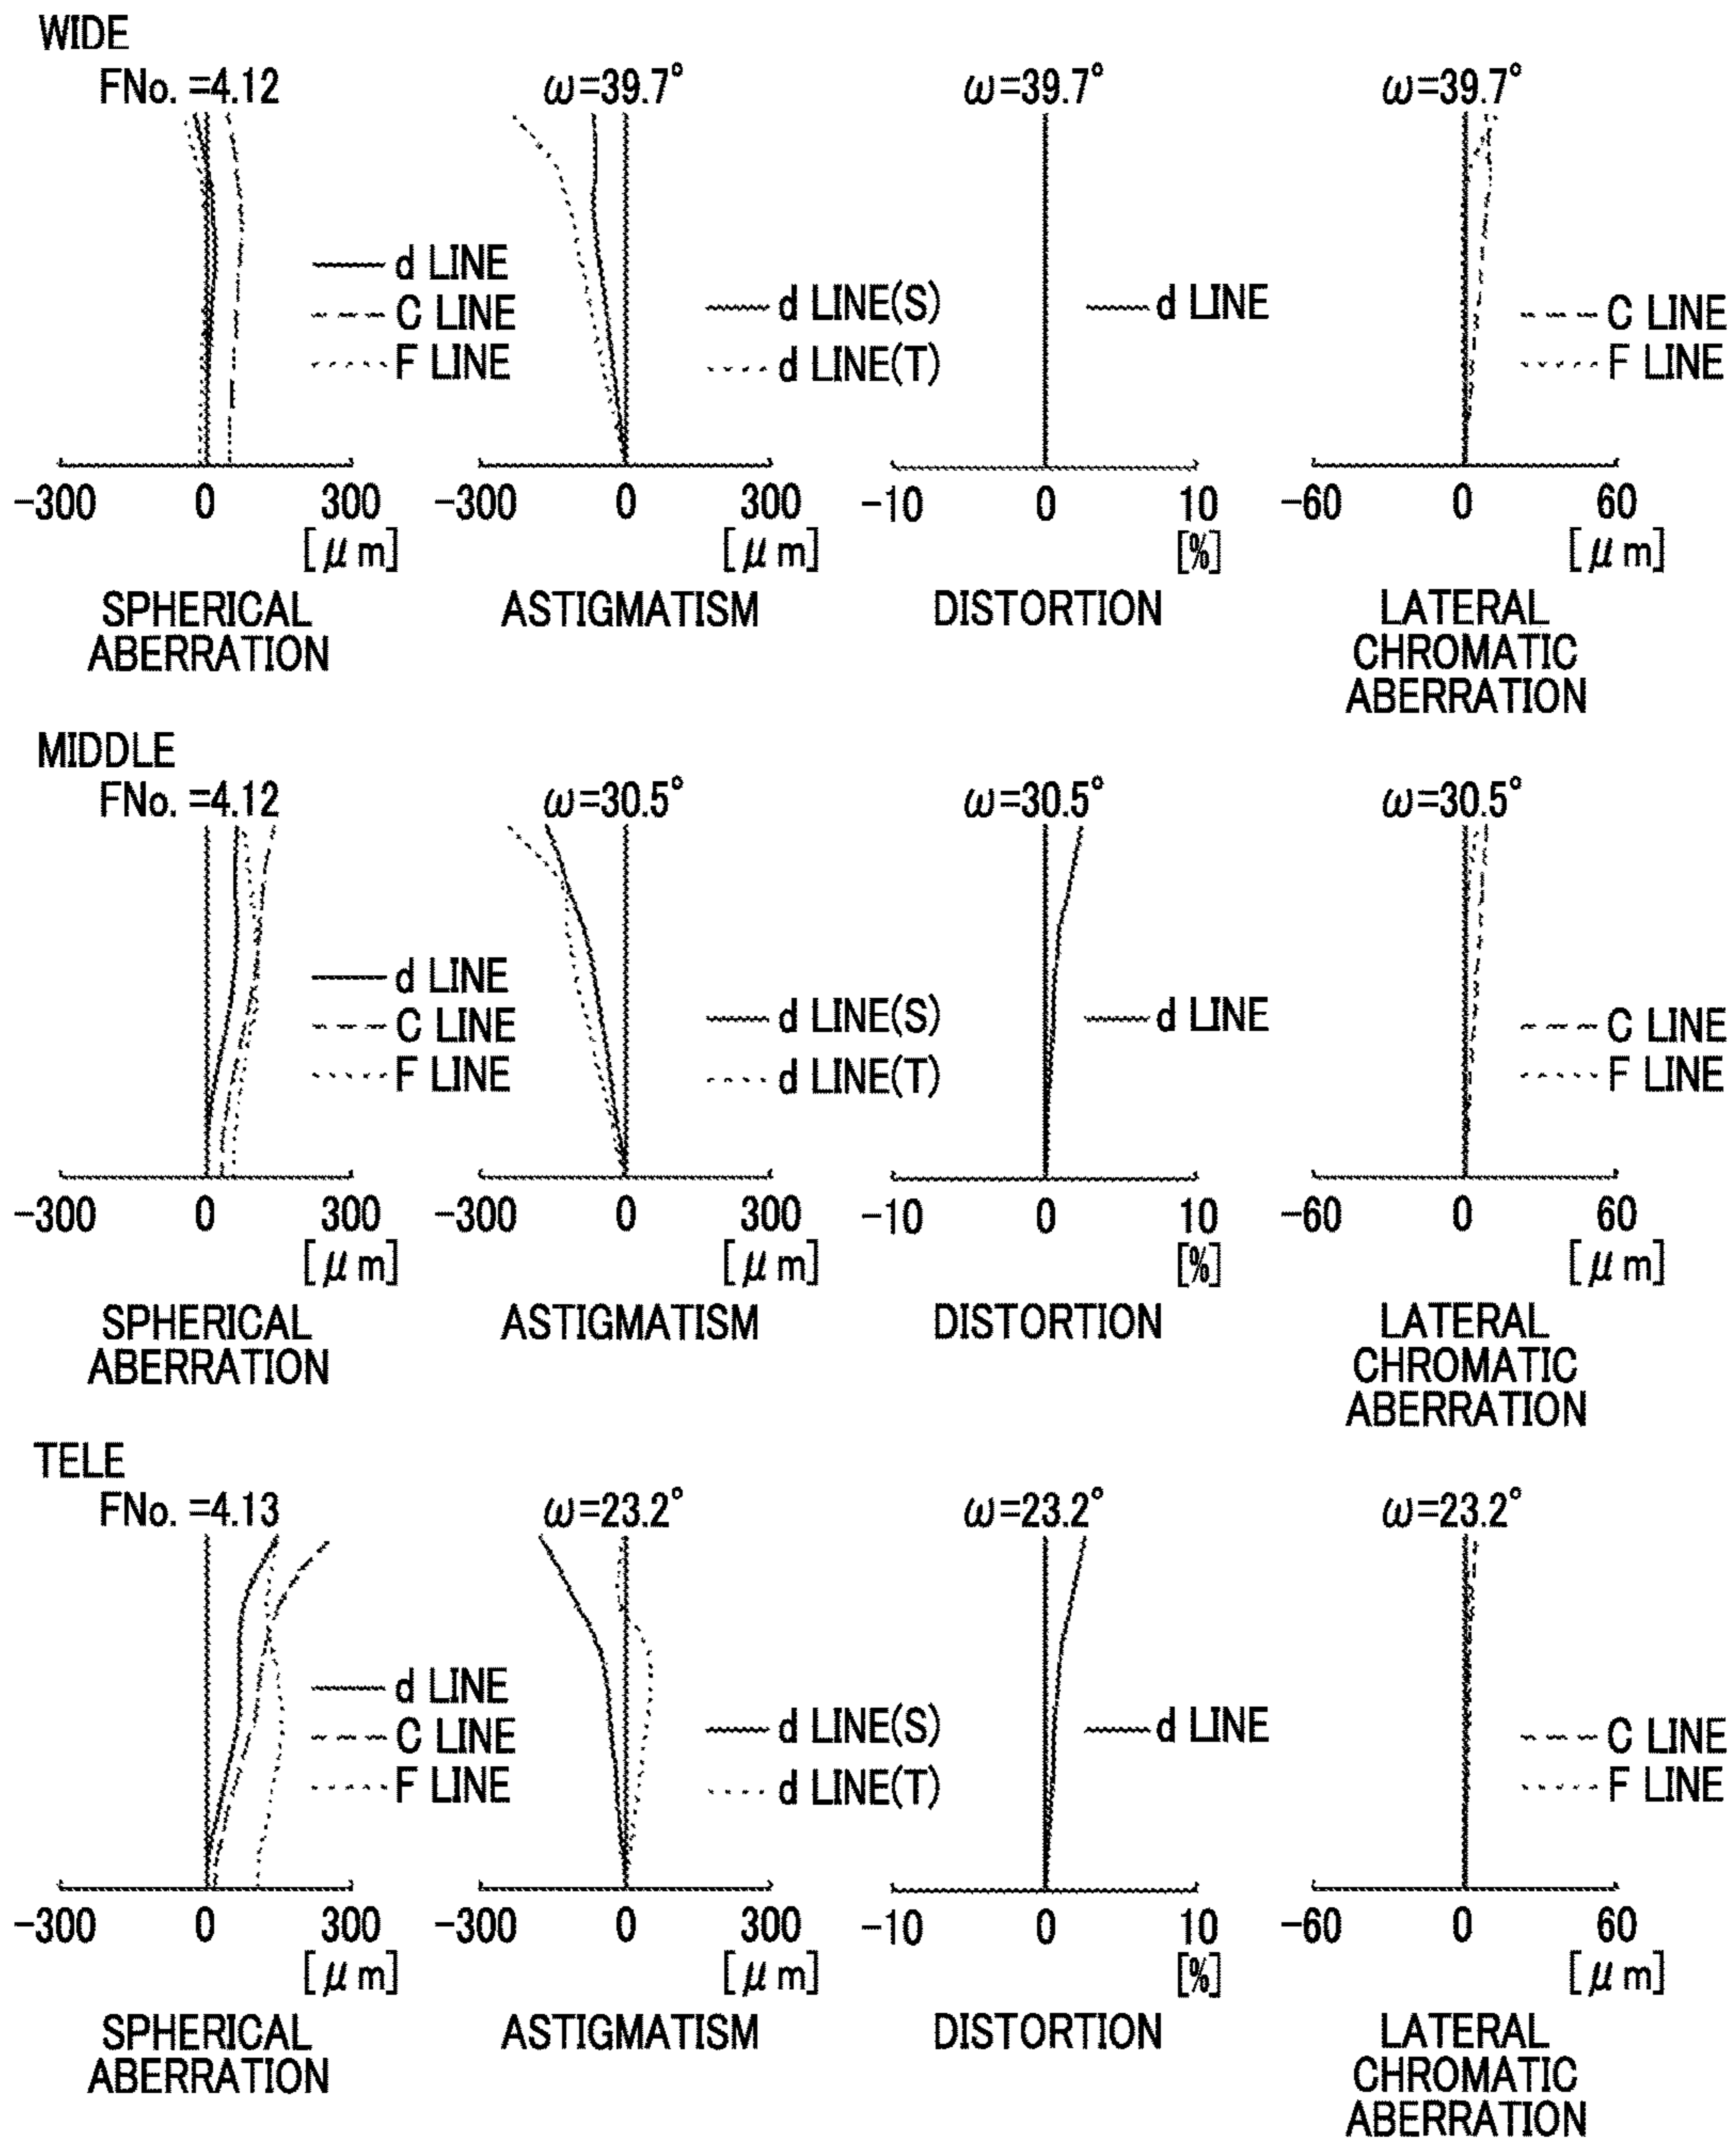 WIDE
FNo. =4.12
ω=39.7°
ω=39.7°
ω=39.7°
d LINE
C LINE
F LINE
d LINE(S)
d LINE(T)
d LINE
C LINE
F LINE
-300 0 300
[μm]
-300 0 300
[μm]
-10 0 10
[%]
-60 0 60
[μm]
SPHERICAL
ABERRATION
ASTIGMATISM
DISTORTION
LATERAL
CHROMATIC
ABERRATION
MIDDLE
FNo. =4.12
ω=30.5°
ω=30.5°
ω=30.5°
d LINE
C LINE
F LINE
d LINE(S)
d LINE(T)
d LINE
C LINE
F LINE
-300 0 300
[μm]
-300 0 300
[μm]
-10 0 10
[%]
-60 0 60
[μm]
SPHERICAL
ABERRATION
ASTIGMATISM
DISTORTION
LATERAL
CHROMATIC
ABERRATION
TELE
FNo. =4.13
ω=23.2°
ω=23.2°
ω=23.2°
d LINE
C LINE
F LINE
d LINE(S)
d LINE(T)
d LINE
C LINE
F LINE
-300 0 300
[μm]
-300 0 300
[μm]
-10 0 10
[%]
-60 0 60
[μm]
SPHERICAL
ABERRATION
ASTIGMATISM
DISTORTION
LATERAL
CHROMATIC
ABERRATION